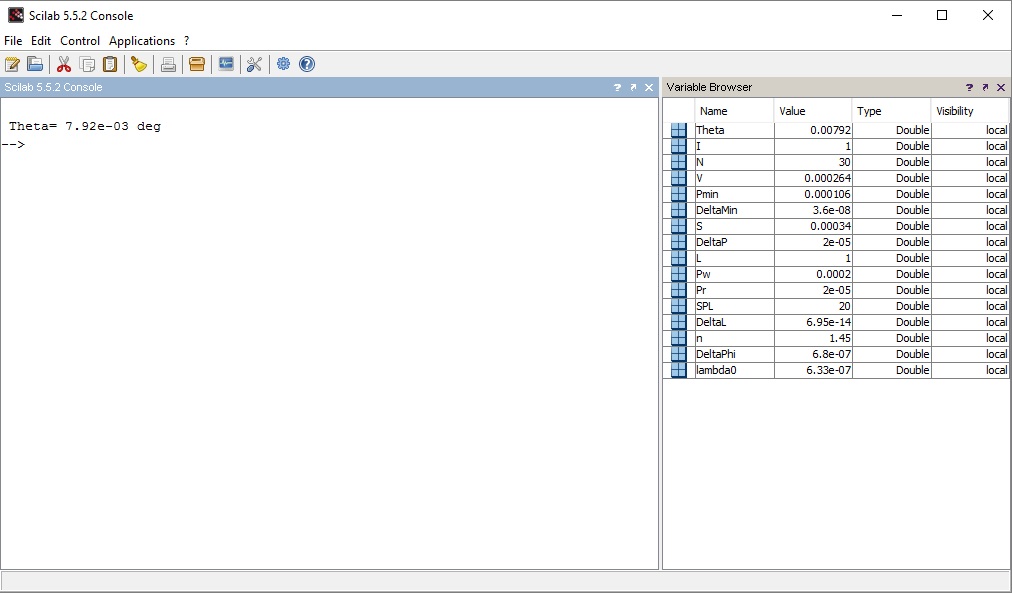 Scilab 5.5.2 Console
File Edit Control Applications ?
Scilab 5.5.2 Console ?
Theta= 7.92e-03 deg
-->
Variable Browser ?
Name Value Type Visibility
Theta 0.00792 Double local
I 1 Double local
N 30 Double local
V 0.000264 Double local
Pmin 0.000106 Double local
DeltaMin 3.6e-08 Double local
S 0.00034 Double local
DeltaP 2e-05 Double local
L 1 Double local
Pw 0.0002 Double local
Pr 2e-05 Double local
SPL 20 Double local
DeltaL 6.95e-14 Double local
n 1.45 Double local
DeltaPhi 6.8e-07 Double local
lambda0 6.33e-07 Double local